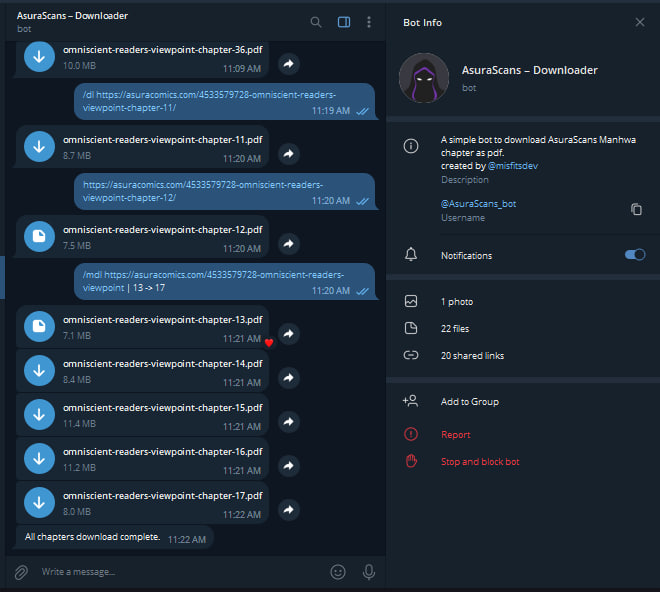 AsuraScans – Downloader
bot
omniscient-readers-viewpoint-chapter-36.pdf
10.0 MB
11:09 AM
/dl https://asuracomics.com/4533579728-omniscient-readers-
viewpoint-chapter-11/
11:19 AM
omniscient-readers-viewpoint-chapter-11.pdf
8.7 MB
11:20 AM
https://asuracomics.com/4533579728-omniscient-readers-
viewpoint-chapter-12/
11:20 AM
omniscient-readers-viewpoint-chapter-12.pdf
7.5 MB
11:20 AM
/mdl https://asuracomics.com/4533579728-omniscient-readers-
viewpoint | 13 -> 17
11:20 AM
omniscient-readers-viewpoint-chapter-13.pdf
7.1 MB
11:21 AM
omniscient-readers-viewpoint-chapter-14.pdf
8.4 MB
11:21 AM
omniscient-readers-viewpoint-chapter-15.pdf
11.4 MB
11:21 AM
omniscient-readers-viewpoint-chapter-16.pdf
11.2 MB
11:21 AM
omniscient-readers-viewpoint-chapter-17.pdf
8.0 MB
11:22 AM
All chapters download complete.
11:22 AM
Write a message...
Bot Info
AsuraScans – Downloader
bot
A simple bot to download AsuraScans Manhwa
chapter as pdf.
created by @misfitsdev
Description
@AsuraScans_bot
Username
Notifications
1 photo
22 files
20 shared links
Add to Group
Report
Stop and block bot